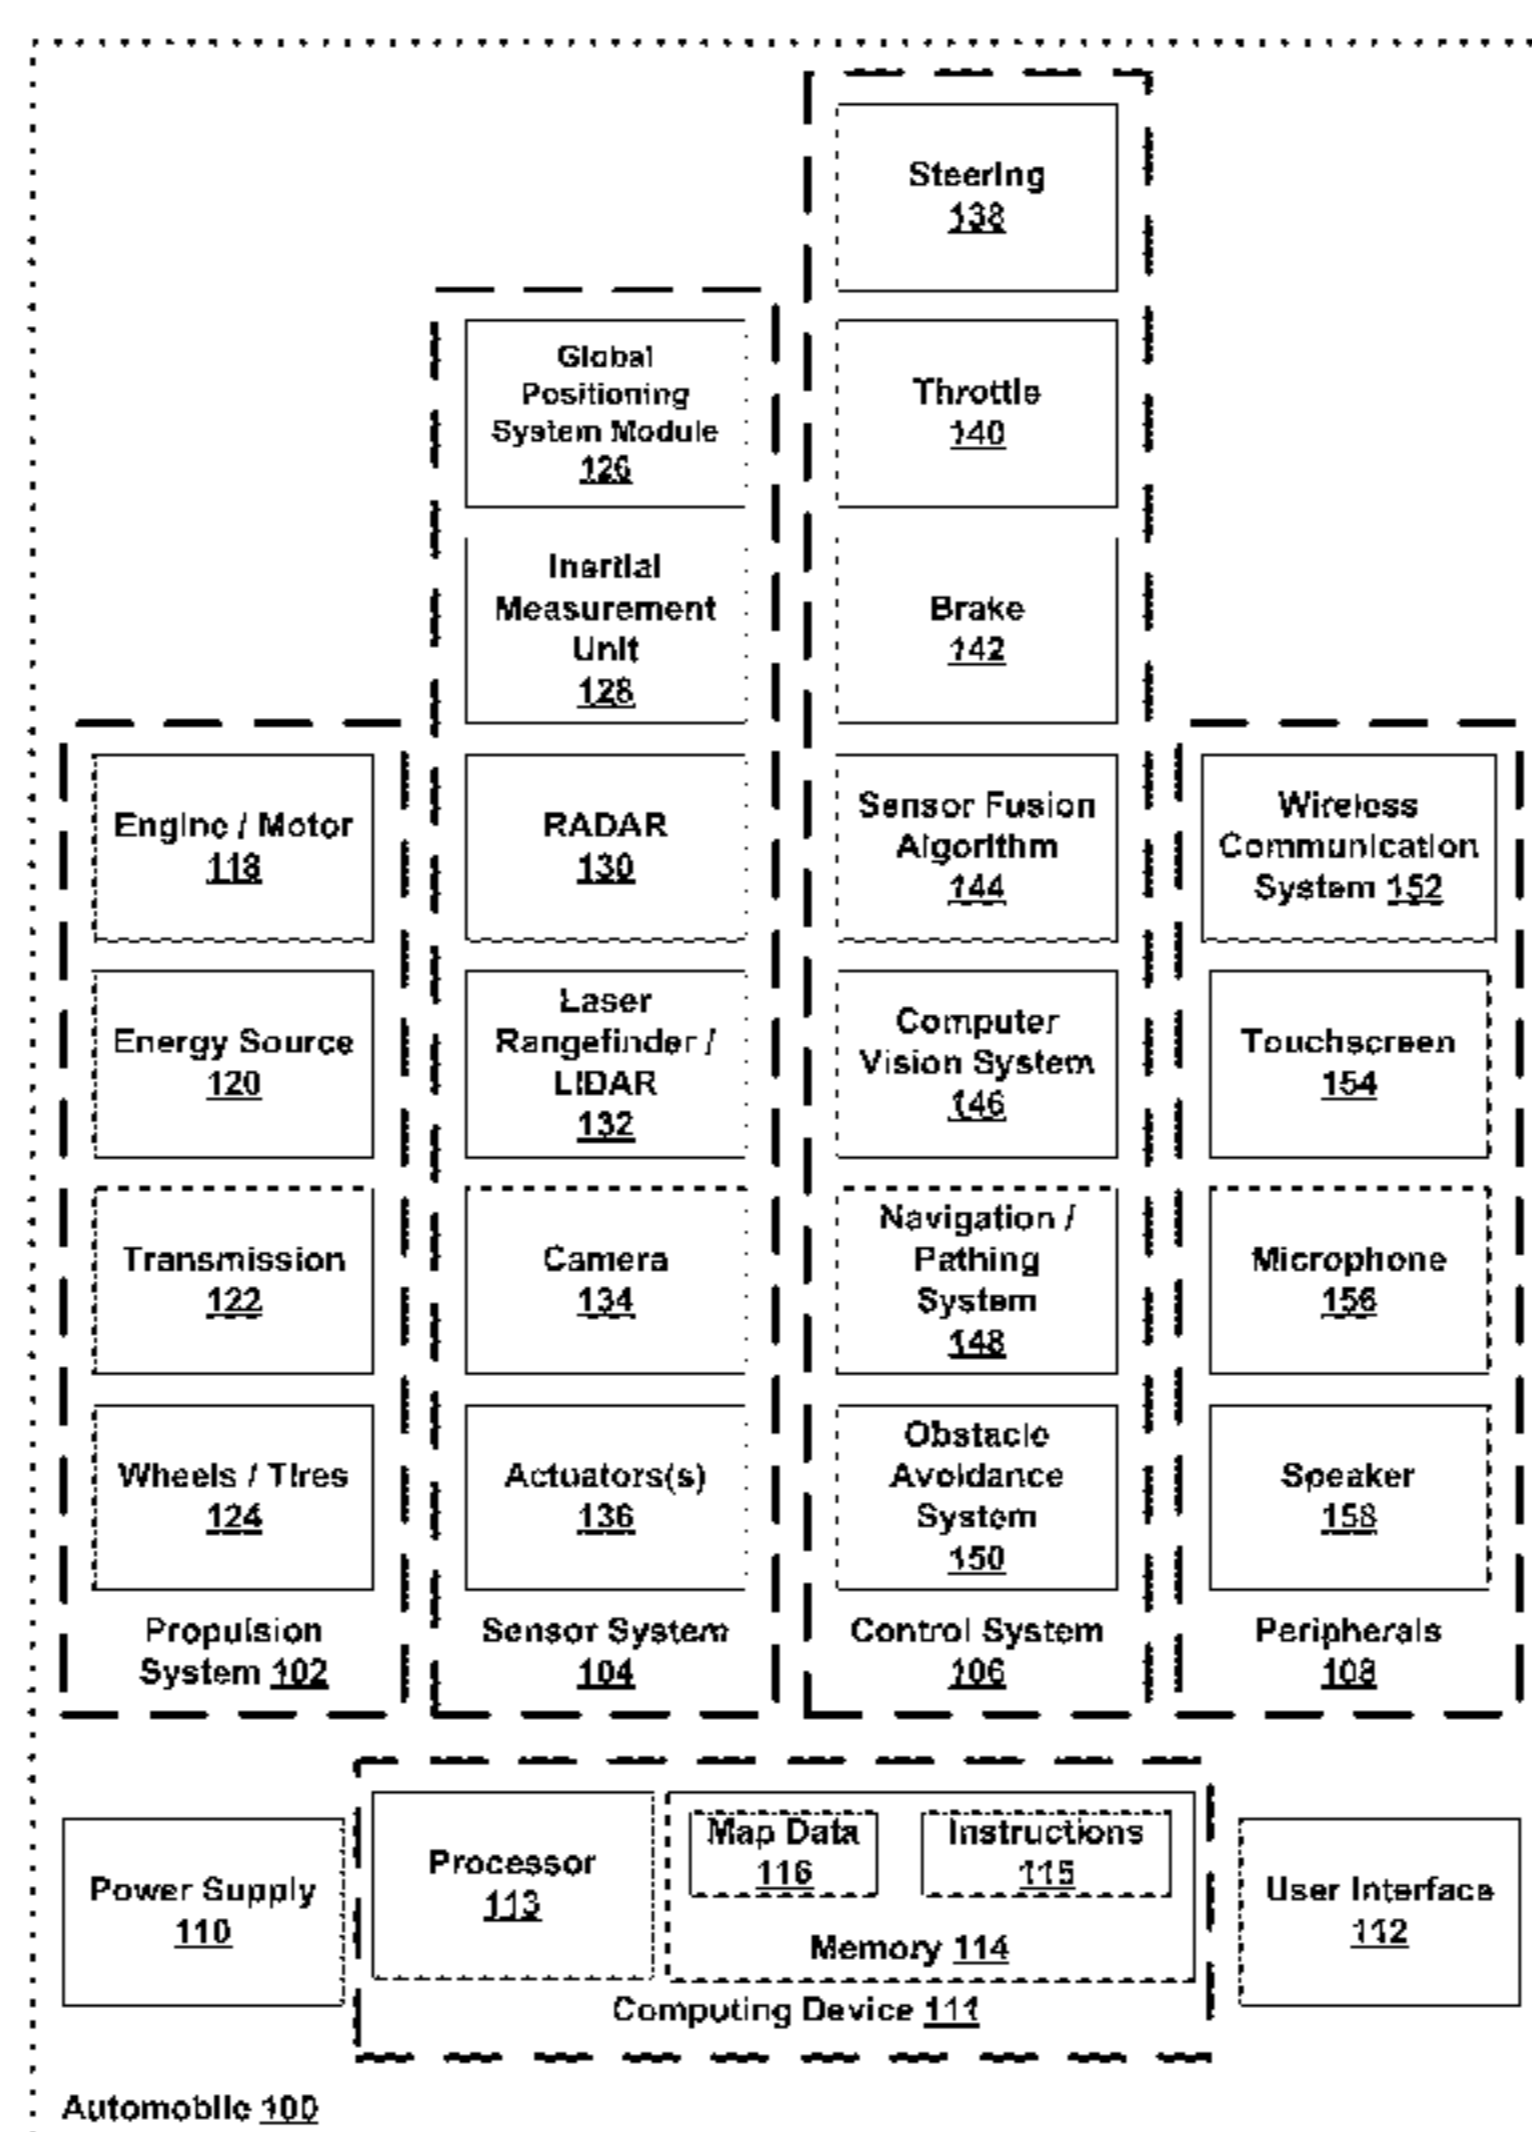 Steering
138
Throttle
140
Brake
142
Sensor Fusion
Algorithm
144
Computer
Vision System
146
Navigation /
Pathing
System
148
Obstacle
Avoidance
System
150
Control System
106
Global
Positioning
System Module
126
Inertial
Measurement
Unit
128
RADAR
130
Laser
Rangefinder /
LIDAR
132
Camera
134
Actuators(s)
136
Sensor System
104
Engine / Motor
118
Energy Source
120
Transmission
122
Wheels / Tires
124
Propulsion
System 102
Wireless
Communication
System 152
Touchscreen
154
Microphone
156
Speaker
158
Peripherals
108
Power Supply
110
Processor
113
Map Data
116
Instructions
115
Memory 114
Computing Device 111
User Interface
112
Automobile 100